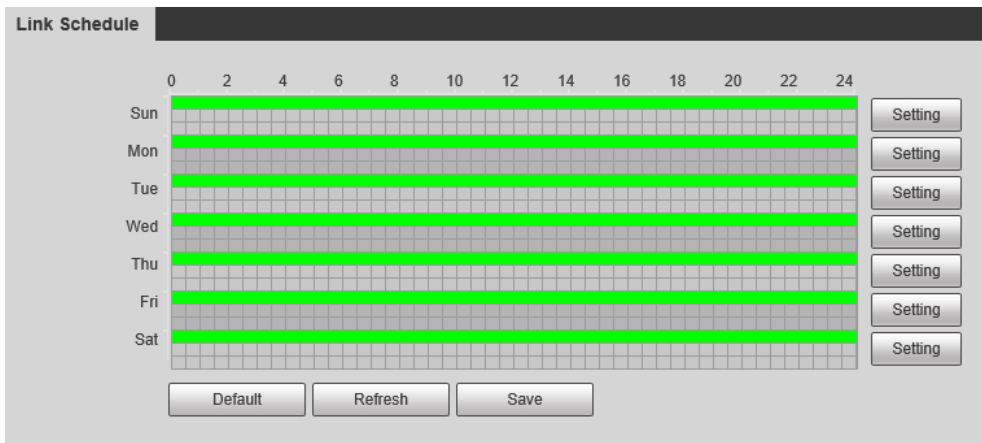 Link Schedule
0 2 4 6 8 10 12 14 16 18 20 22 24
Sun Setting
Mon Setting
Tue Setting
Wed Setting
Thu Setting
Fri Setting
Sat Setting
Default Refresh Save